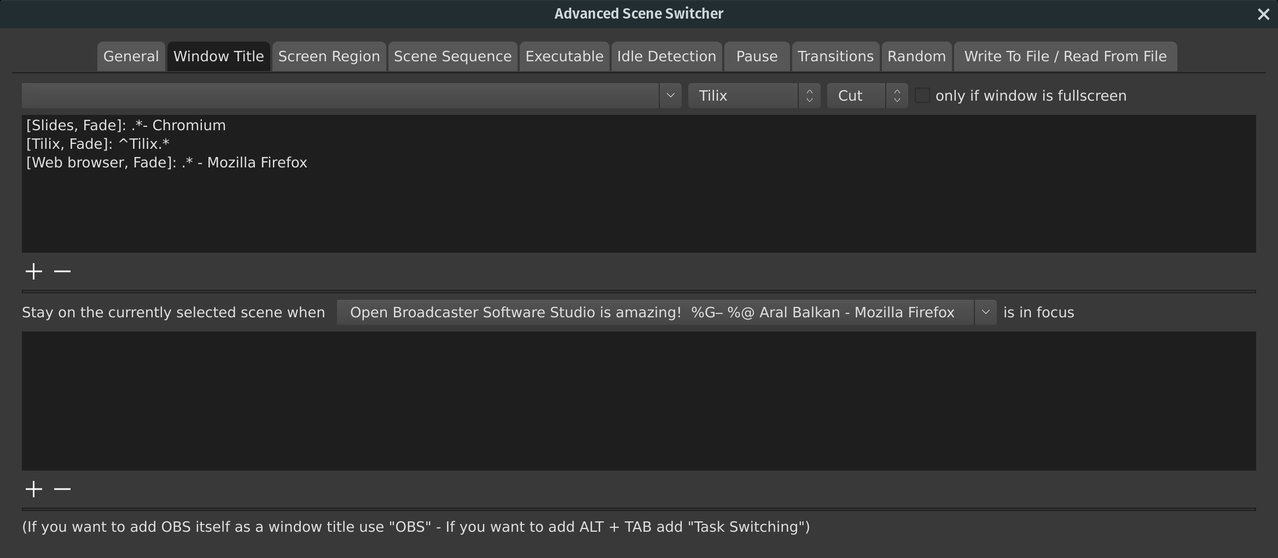 Advanced Scene Switcher
General Window Title Screen Region Scene Sequence Executable Idle Detection Pause Transitions Random Write To File / Read From File
Tilix Cut only if window is fullscreen
[Slides, Fade]: .*- Chromium
[Tilix, Fade]: ^Tilix.*
[Web browser, Fade]: .* - Mozilla Firefox
Stay on the currently selected scene when Open Broadcaster Software Studio is amazing! %G– %@ Aral Balkan - Mozilla Firefox is in focus
(If you want to add OBS itself as a window title use "OBS" - If you want to add ALT + TAB add "Task Switching")